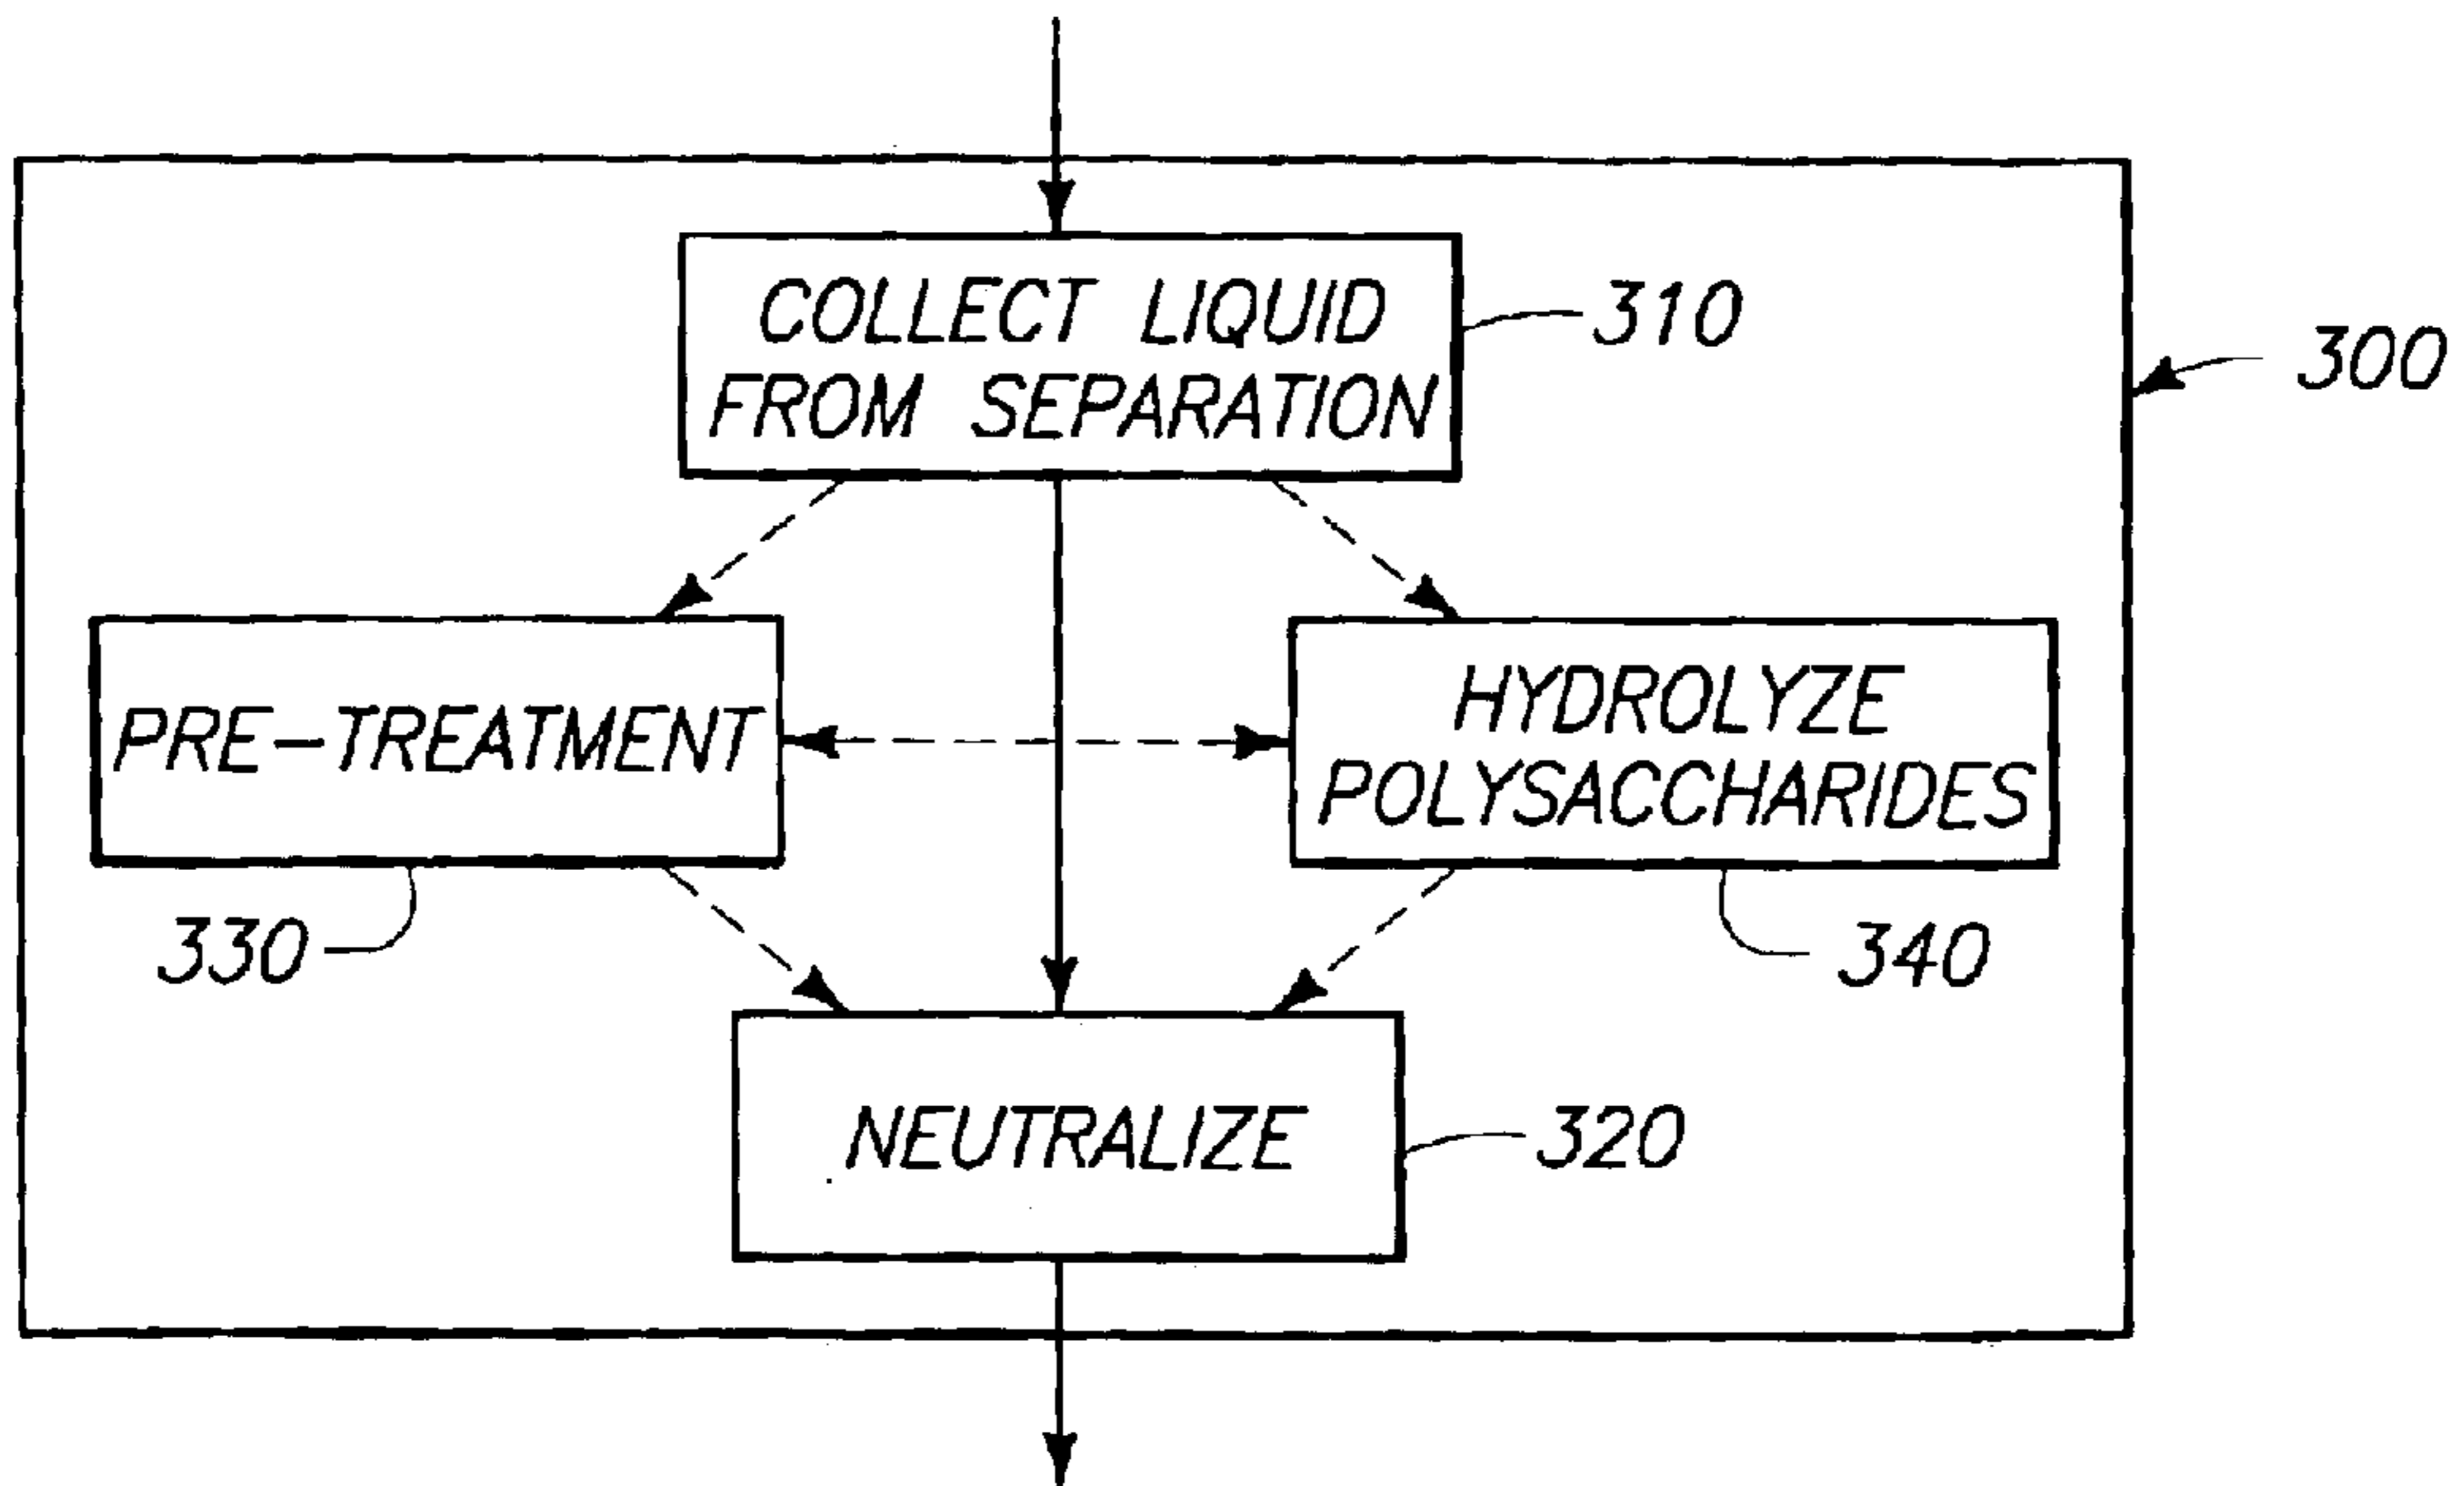 COLLECT LIQUID
FROM SEPARATION
310
300
PRE-TREATMENT
HYDROLYZE
POLYSACCHARIDES
330
340
NEUTRALIZE
320